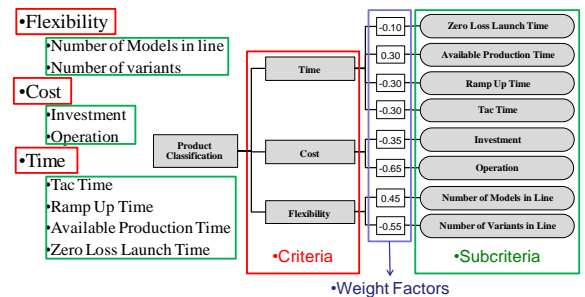 •Flexibility
•Number of Models in line
•Number of variants
•Cost
•Investment
•Operation
•Time
•Tac Time
•Ramp Up Time
•Available Production Time
•Zero Loss Launch Time
Product Classification
Time
Cost
Flexibility
-0.10
0.30
-0.30
-0.30
-0.35
-0.65
0.45
-0.55
Zero Loss Launch Time
Available Production Time
Ramp Up Time
Tac Time
Investment
Operation
Number of Models in Line
Number of Variants in Line
•Criteria
•Subcriteria
•Weight Factors